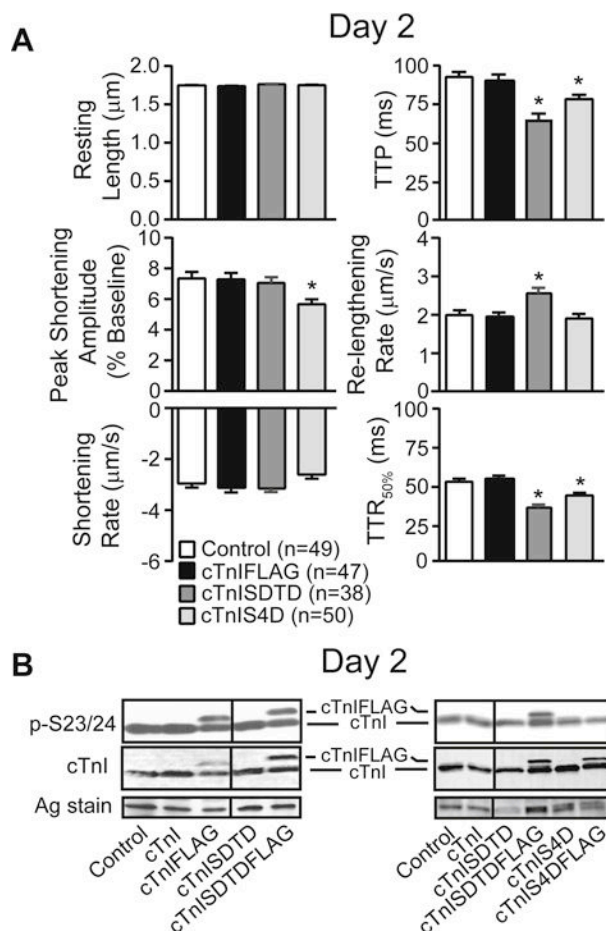 Day 2
A
Resting
Length (µm)
2.0
1.5
1.0
0.5
0.0
TTP
(ms)
100
75
50
25
0
*
*
Peak Shortening
Amplitude
(% Baseline)
10
8
6
4
2
0
*
Re-lengthening
Rate (µm/s)
4
3
2
1
0
*
Shortening
Rate (µm/s)
0
-2
-3
-6
TTR50% (ms)
100
75
50
25
0
*
*
Control (n=49)
cTnIFLAG (n=47)
cTnISDTD (n=38)
cTnIS4D (n=50)
B
Day 2
p-S23/24
cTnIFLAG
cTnI
cTnI
cTnIFLAG
cTnI
Ag stain
Control
cTnI
cTnIFLAG
cTnISDTD
cTnISDTDFLAG
Control
cTnI
cTnISDTD
cTnISDTDFLAG
cTnIS4D
cTnIS4DFLAG